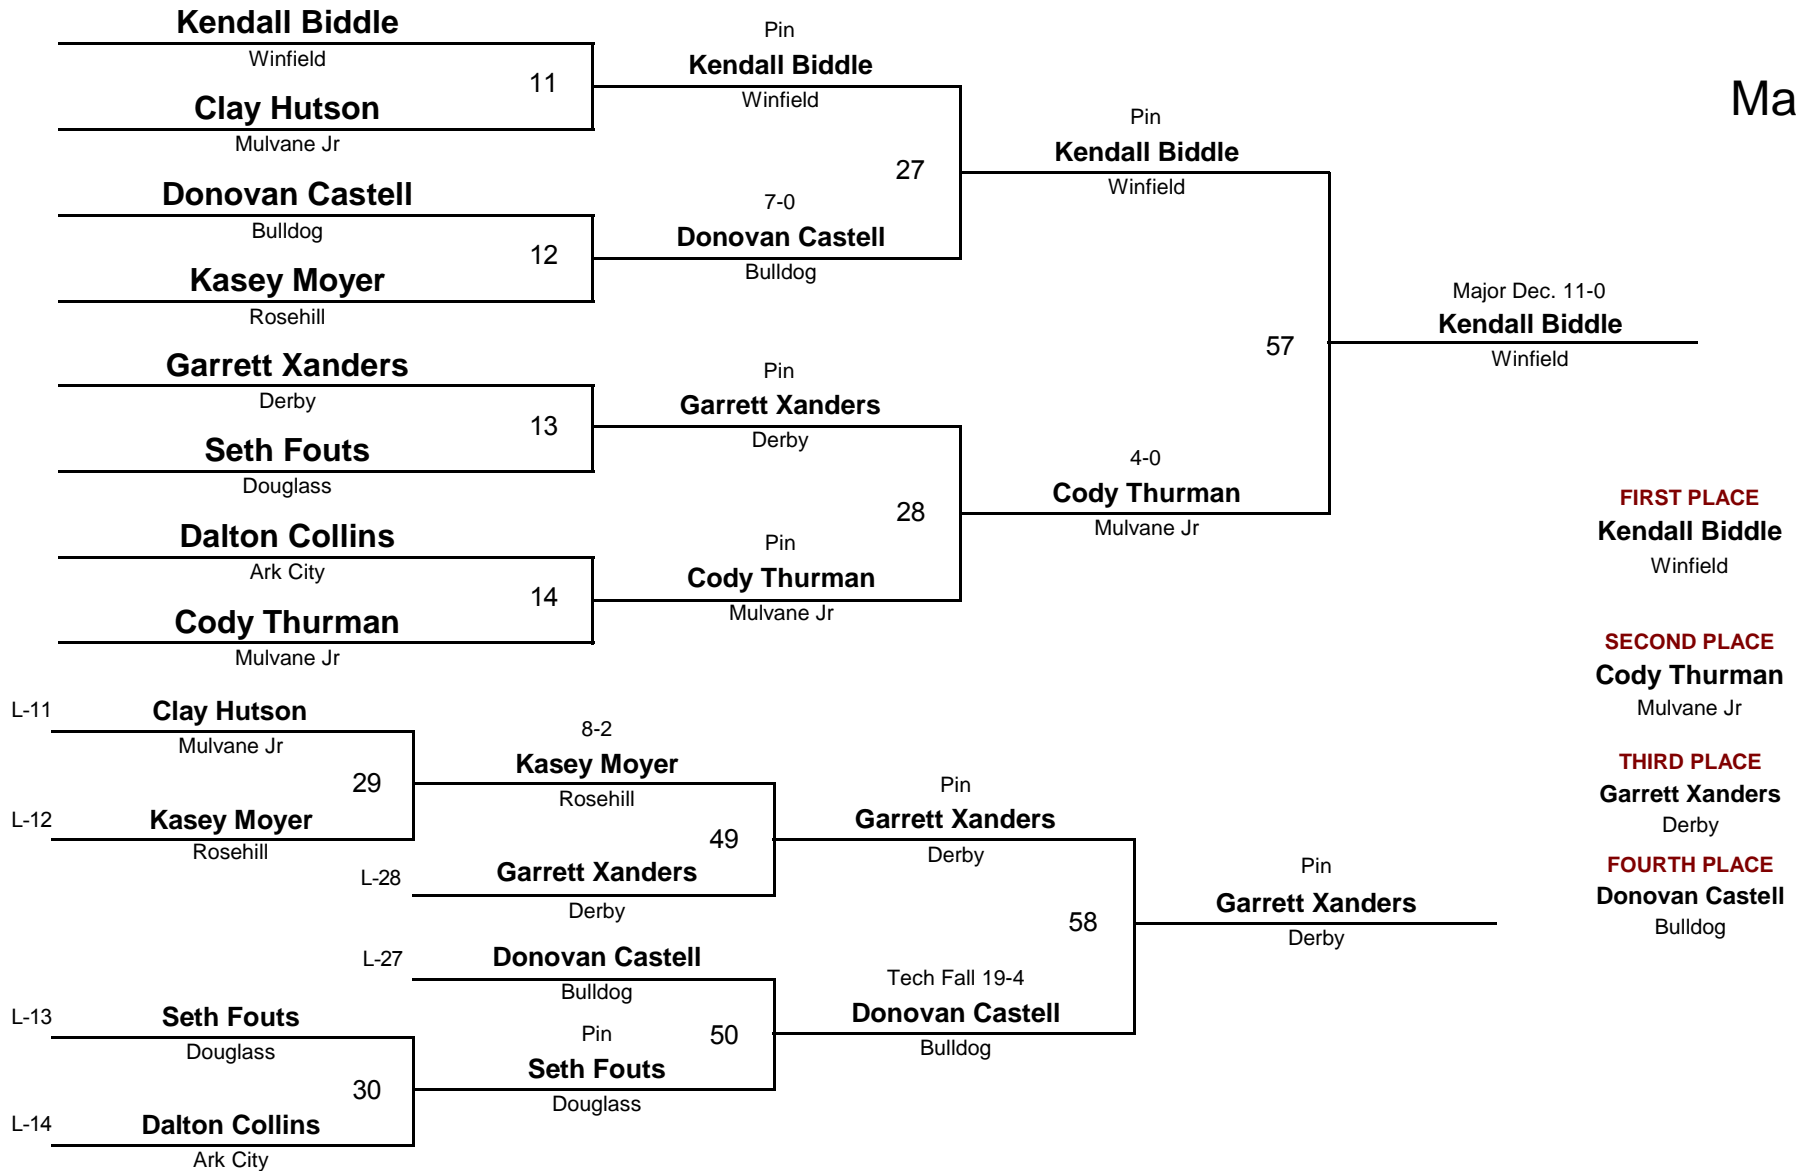 Kendall Biddle
Winfield
11
Clay Hutson
Mulvane Jr
Donovan Castell
Bulldog
12
Kasey Moyer
Rosehill
Garrett Xanders
Derby
13
Seth Fouts
Douglass
Dalton Collins
Ark City
14
Cody Thurman
Mulvane Jr
Pin
Kendall Biddle
Winfield
27
7-0
Donovan Castell
Bulldog
Pin
Garrett Xanders
Derby
28
Pin
Cody Thurman
Mulvane Jr
Pin
Kendall Biddle
Winfield
57
4-0
Cody Thurman
Mulvane Jr
Major Dec. 11-0
Kendall Biddle
Winfield
Ma
FIRST PLACE
Kendall Biddle
Winfield
SECOND PLACE
Cody Thurman
Mulvane Jr
THIRD PLACE
Garrett Xanders
Derby
FOURTH PLACE
Donovan Castell
Bulldog
L-11
Clay Hutson
Mulvane Jr
29
L-12
Kasey Moyer
Rosehill
8-2
Kasey Moyer
Rosehill
49
L-28
Garrett Xanders
Derby
L-27
Donovan Castell
Bulldog
50
L-13
Seth Fouts
Douglass
30
L-14
Dalton Collins
Ark City
Pin
Seth Fouts
Douglass
Pin
Garrett Xanders
Derby
58
Tech Fall 19-4
Donovan Castell
Bulldog
Pin
Garrett Xanders
Derby